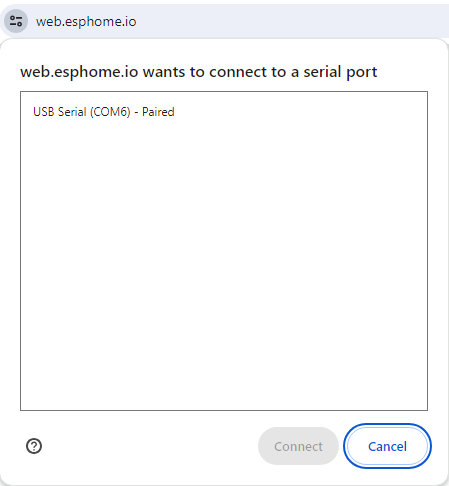 web.esphome.io
web.esphome.io wants to connect to a serial port
USB Serial (COM6) - Paired
Connect
Cancel